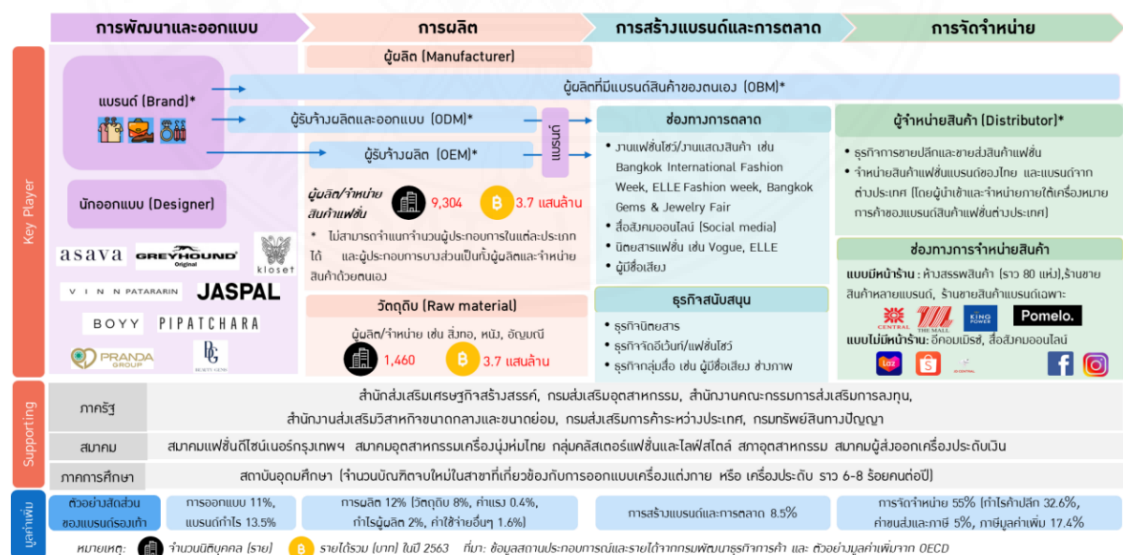 การพัฒนาและออกแบบ
การผลิต
การสร้างแบรนด์และการตลาด
การจัดจำหน่าย
Key Player
แบรนด์ (Brand)*
นักออกแบบ (Designer)
asava
GREYHOUND
Original
kloset
VINN PATARARIN
JASPAL
BOYY
PIPATCHARA
PRANDA
GROUP
BEAUTY GEMS
ผู้ผลิต (Manufacturer)
ผู้ผลิตที่มีแบรนด์สินค้าของตนเอง (OBM)*
ผู้รับจ้างผลิตและออกแบบ (ODM)*
ผู้รับจ้างผลิต (OEM)*
แบรนด์
ผู้ผลิต/จำหน่าย
สินค้าแฟชั่น
9,304
฿
3.7 แสนล้าน
* ไม่สามารถจำแนกจำนวนผู้ประกอบการในแต่ละประเภท
ได้ และผู้ประกอบการบางส่วนเป็นทั้งผู้ผลิตและจำหน่าย
สินค้าด้วยตนเอง
วัตถุดิบ (Raw material)
ผู้ผลิต/จำหน่าย เช่น สิ่งทอ, หนัง, อัญมณี
1,460
฿
3.7 แสนล้าน
ช่องทางการตลาด
• งานแฟชั่นโชว์/งานแสดงสินค้า เช่น
Bangkok International Fashion
Week, ELLE Fashion week, Bangkok
Gems & Jewelry Fair
• สื่อสังคมออนไลน์ (Social media)
• นิตยสารแฟชั่น เช่น Vogue, ELLE
• ผู้มีชื่อเสียง
ธุรกิจสนับสนุน
• ธุรกิจนิตยสาร
• ธุรกิจจัดอีเว้นท์/แฟชั่นโชว์
• ธุรกิจกลุ่มสื่อ เช่น ผู้มีชื่อเสียง ช่างภาพ
ผู้จำหน่ายสินค้า (Distributor)*
• ธุรกิจการขายปลีกและขายส่งสินค้าแฟชั่น
• จำหน่ายสินค้าแฟชั่นแบรนด์ของไทย และแบรนด์จาก
ต่างประเทศ (โดยผู้นำเข้าและจำหน่ายภายใต้เครื่องหมาย
การค้าของแบรนด์สินค้าแฟชั่นต่างประเทศ)
ช่องทางการจำหน่ายสินค้า
แบบมีหน้าร้าน : ห้างสรรพสินค้า (ราว 80 แห่ง),ร้านขาย
สินค้าหลายแบรนด์, ร้านขายสินค้าแบรนด์เฉพาะ
CENTRAL
THE MALL
KING
POWER
Pomelo.
แบบไม่มีหน้าร้าน: อีคอมเมิรซ์, สื่อสังคมออนไลน์
Laz
Supporting
ภาครัฐ
สำนักส่งเสริมเศรษฐกิจสร้างสรรค์, กรมส่งเสริมอุตสาหกรรม, สำนักงานคณะกรรมการส่งเสริมการลงทุน,
สำนักงานส่งเสริมวิสาหกิจขนาดกลางและขนาดย่อม, กรมส่งเสริมการค้าระหว่างประเทศ, กรมทรัพย์สินทางปัญญา
สมาคม
สมาคมแฟชั่นดีไซน์เนอร์กรุงเทพฯ สมาคมอุตสาหกรรมเครื่องนุ่งห่มไทย กลุ่มคลัสเตอร์แฟชั่นและไลฟ์สไตล์ สภาอุตสาหกรรม สมาคมผู้ส่งออกเครื่องประดับเงิน
ภาคการศึกษา
สถาบันอุดมศึกษา (จำนวนบัณฑิตจบใหม่ในสาขาที่เกี่ยวข้องกับการออกแบบเครื่องแต่งกาย หรือ เครื่องประดับ ราว 6-8 ร้อยคนต่อปี)
มูลค่าเพิ่ม
ตัวอย่างสัดส่วน
ของแบรนด์รองเท้า
การออกแบบ 11%,
แบรนด์กำไร 13.5%
การผลิต 12% (วัตถุดิบ 8%, ค่าแรง 0.4%,
กำไรผู้ผลิต 2%, ค่าใช้จ่ายอื่นๆ 1.6%)
การสร้างแบรนด์และการตลาด 8.5%
การจัดจำหน่าย 55% (กำไรค้าปลีก 32.6%,
ค่าขนส่งและภาษี 5%, ภาษีมูลค่าเพิ่ม 17.4%
หมายเหตุ: จำนวนนิติบุคคล (ราย) ฿ รายได้รวม (บาท) ในปี 2563 ที่มา: ข้อมูลสถานประกอบการณ์และรายได้จากกรมพัฒนาธุรกิจการค้า และ ตัวอย่างมูลค่าเพิ่มจาก OECD